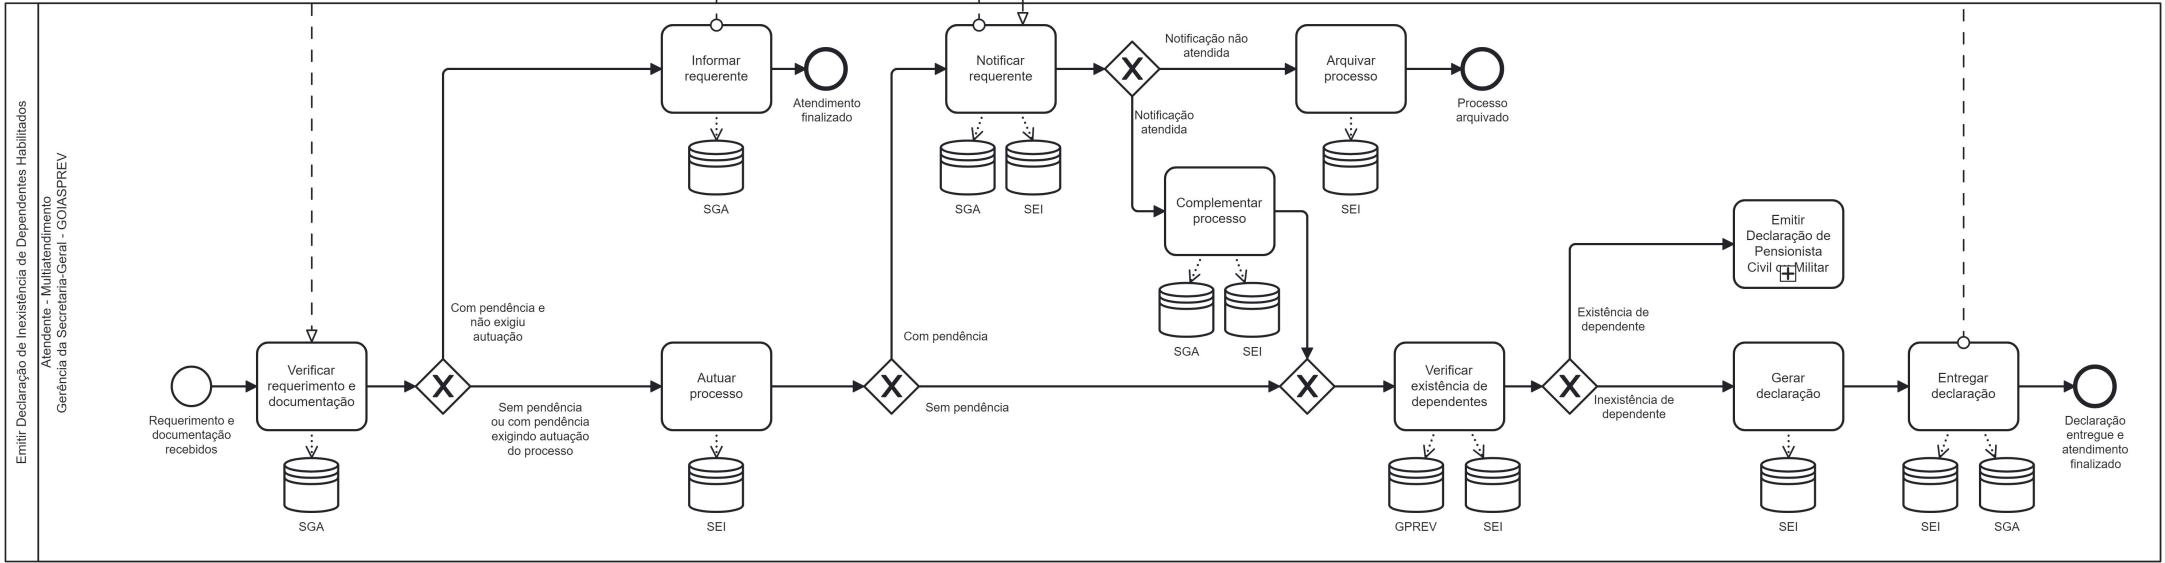 Emitir Declaração de Inexistência de Dependentes Habilitados
Atendente - Multiatendimento
Gerência da Secretaria-Geral - GOIASPREV
Requerimento e
documentação
recebidos
Verificar
requerimento e
documentação
SGA
Com pendência e
não exigiu
autuação
Sem pendência
ou com pendência
exigindo autuação
do processo
Informar
requerente
SGA
Atendimento
finalizado
Autuar
processo
SEI
Com pendência
Sem pendência
Notificar
requerente
SGA
SEI
Notificação não
atendida
Notificação
atendida
Arquivar
processo
SEI
Processo
arquivado
Complementar
processo
SGA
SEI
Verificar
existência de
dependentes
GPREV
SEI
Existência de
dependente
Inexistência de
dependente
Emitir
Declaração de
Pensionista
Civil ou Militar
Gerar
declaração
SEI
Entregar
declaração
SEI
SGA
Declaração
entregue e
atendimento
finalizado